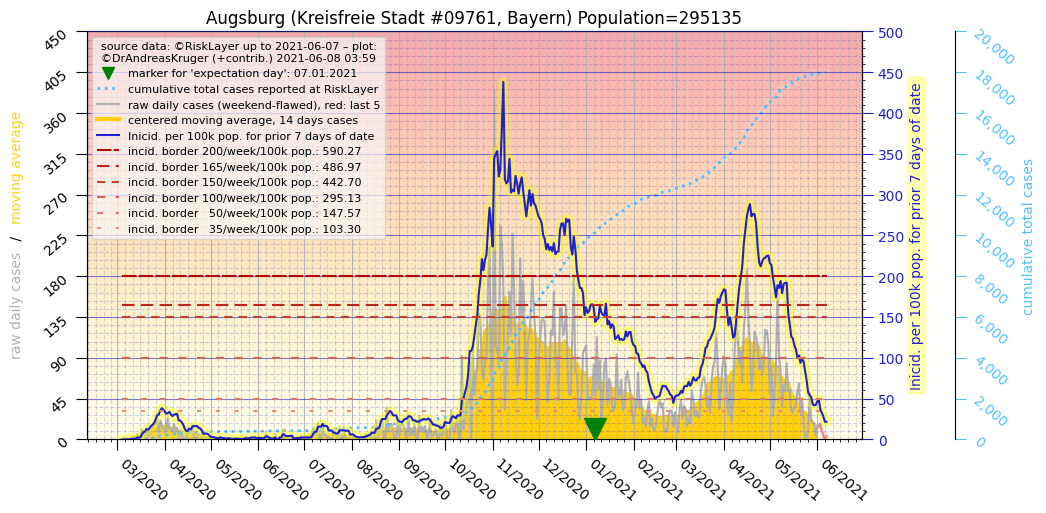 Augsburg (Kreisfreie Stadt #09761, Bayern) Population=295135
source data: ©RiskLayer up to 2021-06-07 – plot:
©DrAndreasKruger (+contrib.) 2021-06-08 03:59
marker for 'expectation day': 07.01.2021
cumulative total cases reported at RiskLayer
raw daily cases (weekend-flawed), red: last 5
centered moving average, 14 days cases
Inicid. per 100k pop. for prior 7 days of date
incid. border 200/week/100k pop.: 590.27
incid. border 165/week/100k pop.: 486.97
incid. border 150/week/100k pop.: 442.70
incid. border 100/week/100k pop.: 295.13
incid. border   50/week/100k pop.: 147.57
incid. border   35/week/100k pop.: 103.30
raw daily cases  /  moving average
450
405
360
315
270
225
180
135
90
45
0
500
450
400
350
300
250
200
150
100
50
0
Inicid. per 100k pop. for prior 7 days of date
20,000
18,000
16,000
14,000
12,000
10,000
8,000
6,000
4,000
2,000
0
cumulative total cases
03/2020
04/2020
05/2020
06/2020
07/2020
08/2020
09/2020
10/2020
11/2020
12/2020
01/2021
02/2021
03/2021
04/2021
05/2021
06/2021